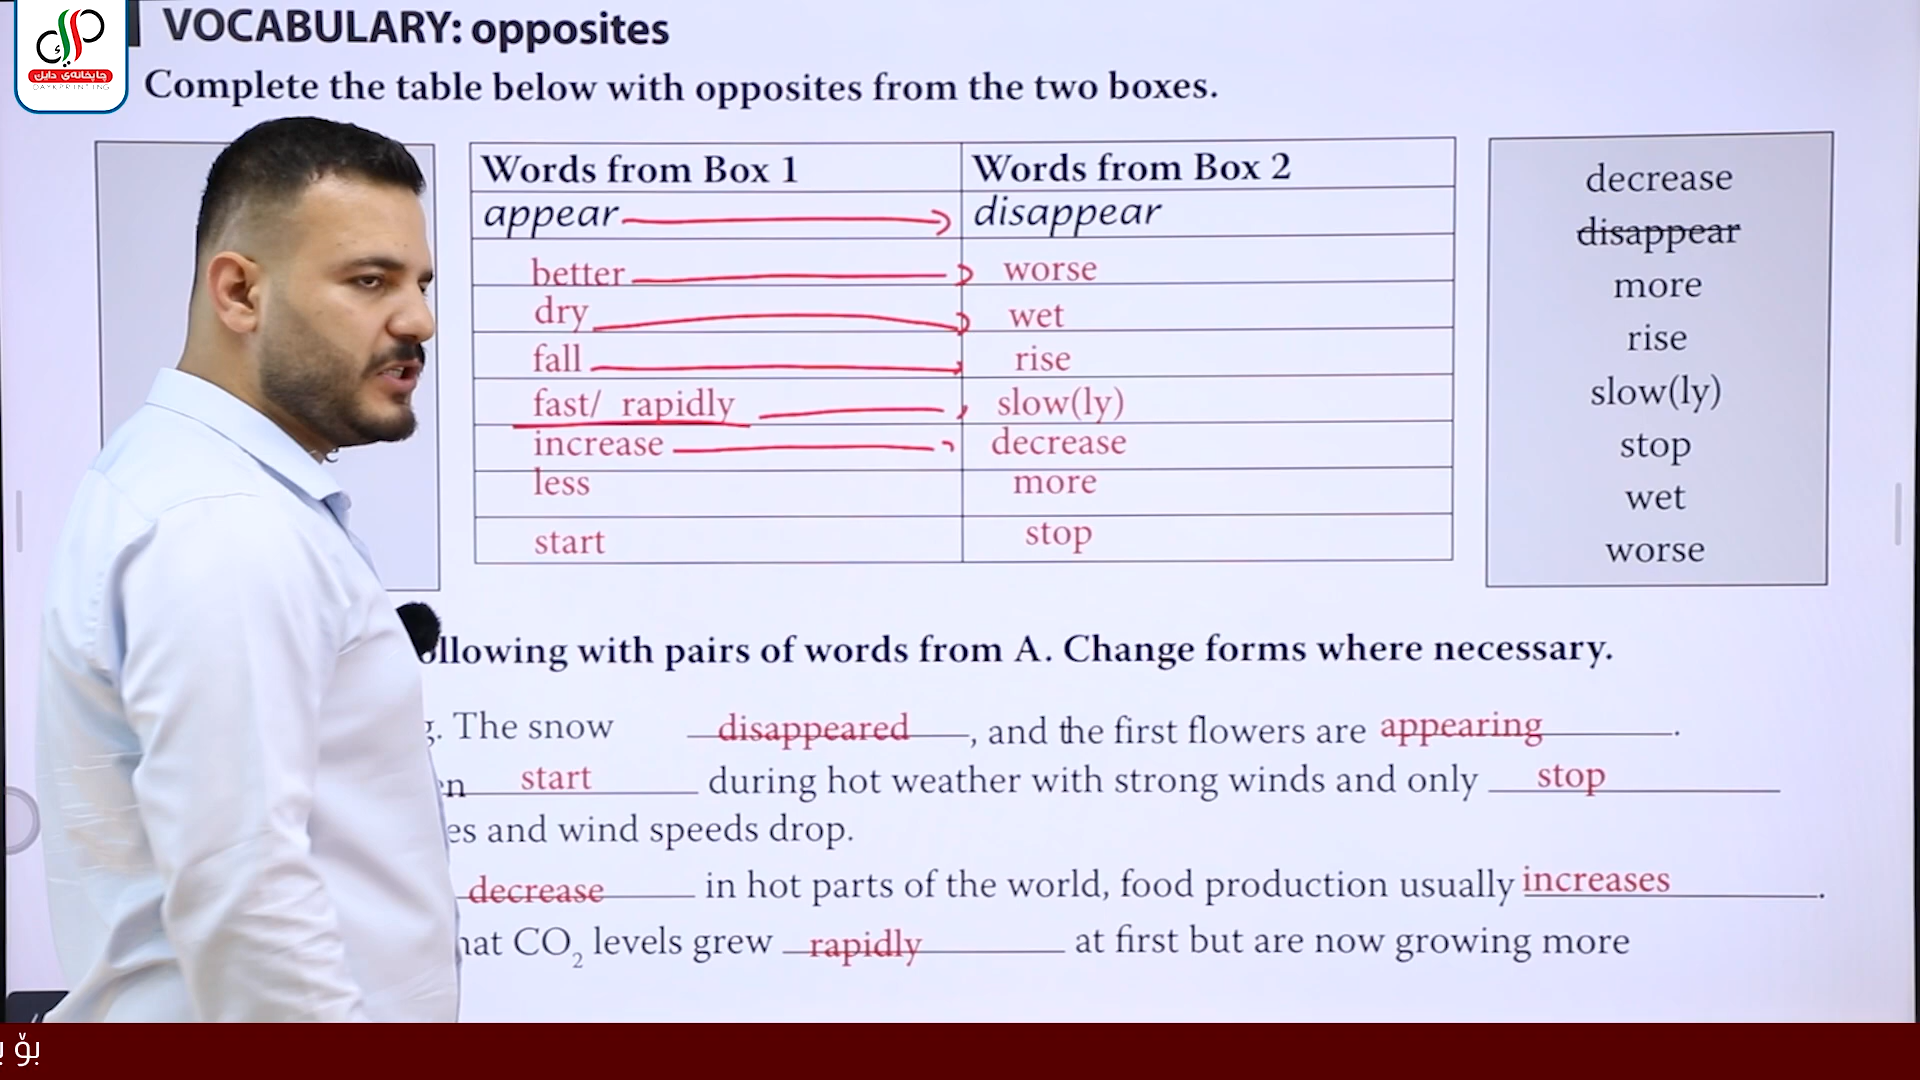 چاپخانەی دایک
DAYKPRINTING
VOCABULARY: opposites
Complete the table below with opposites from the two boxes.
Words from Box 1 Words from Box 2
appear disappear
better worse
dry wet
fall rise
fast/ rapidly slow(ly)
increase decrease
less more
start stop
decrease
disappear
more
rise
slow(ly)
stop
wet
worse
ollowing with pairs of words from A. Change forms where necessary.
g. The snow disappeared, and the first flowers are appearing.
en start during hot weather with strong winds and only stop
es and wind speeds drop.
decrease in hot parts of the world, food production usually increases.
hat CO₂ levels grew rapidly at first but are now growing more
بۆ